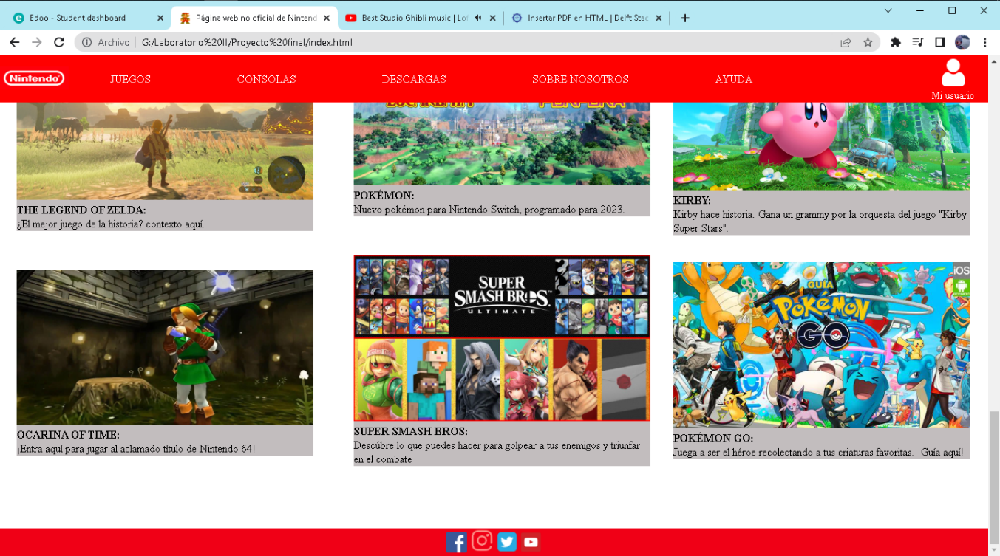 Edoo - Student dashboard
Página web no oficial de Nintend
Best Studio Ghibli music | Lof
Insertar PDF en HTML | Delft Stac
Archivo | G:/Laboratorio%20II/Proyecto%20final/index.html
Nintendo
JUEGOS
CONSOLAS
DESCARGAS
SOBRE NOSOTROS
AYUDA
Mi usuario
THE LEGEND OF ZELDA:
¿El mejor juego de la historia? contexto aquí.
POKÉMON:
Nuevo pokémon para Nintendo Switch, programado para 2023.
KIRBY:
Kirby hace historia. Gana un grammy por la orquesta del juego "Kirby
Super Stars".
OCARINA OF TIME:
¡Entra aquí para jugar al aclamado título de Nintendo 64!
SUPER
SMASH BROS.
ULTIMATE
SUPER SMASH BROS:
Descúbre lo que puedes hacer para golpear a tus enemigos y triunfar
en el combate
iOS
GUÍA
POKÉMON
GO
POKÉMON GO:
Juega a ser el héroe recolectando a tus criaturas favoritas. ¡Guía aquí!